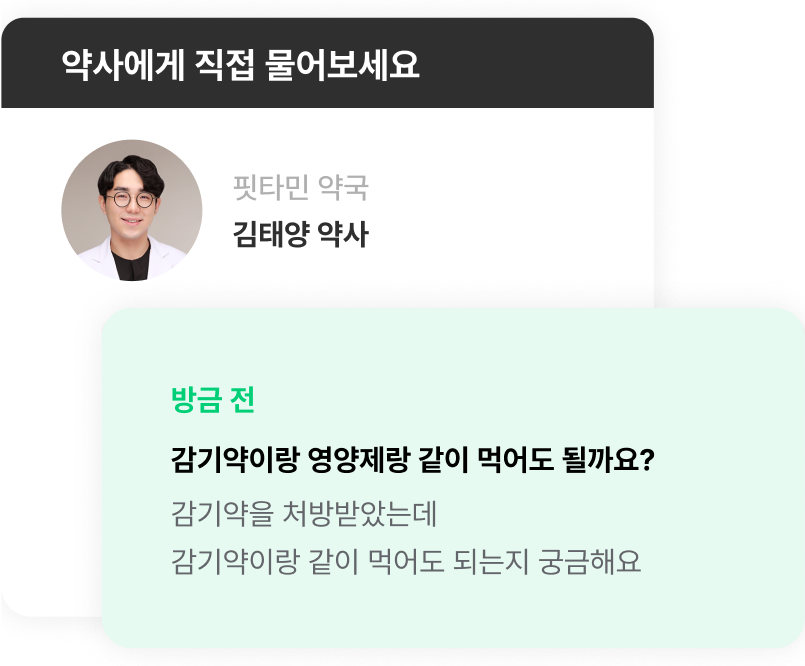 약사에게 직접 물어보세요
핏타민 약국
김태양 약사
방금 전
감기약이랑 영양제랑 같이 먹어도 될까요?
감기약을 처방받았는데
감기약이랑 같이 먹어도 되는지 궁금해요